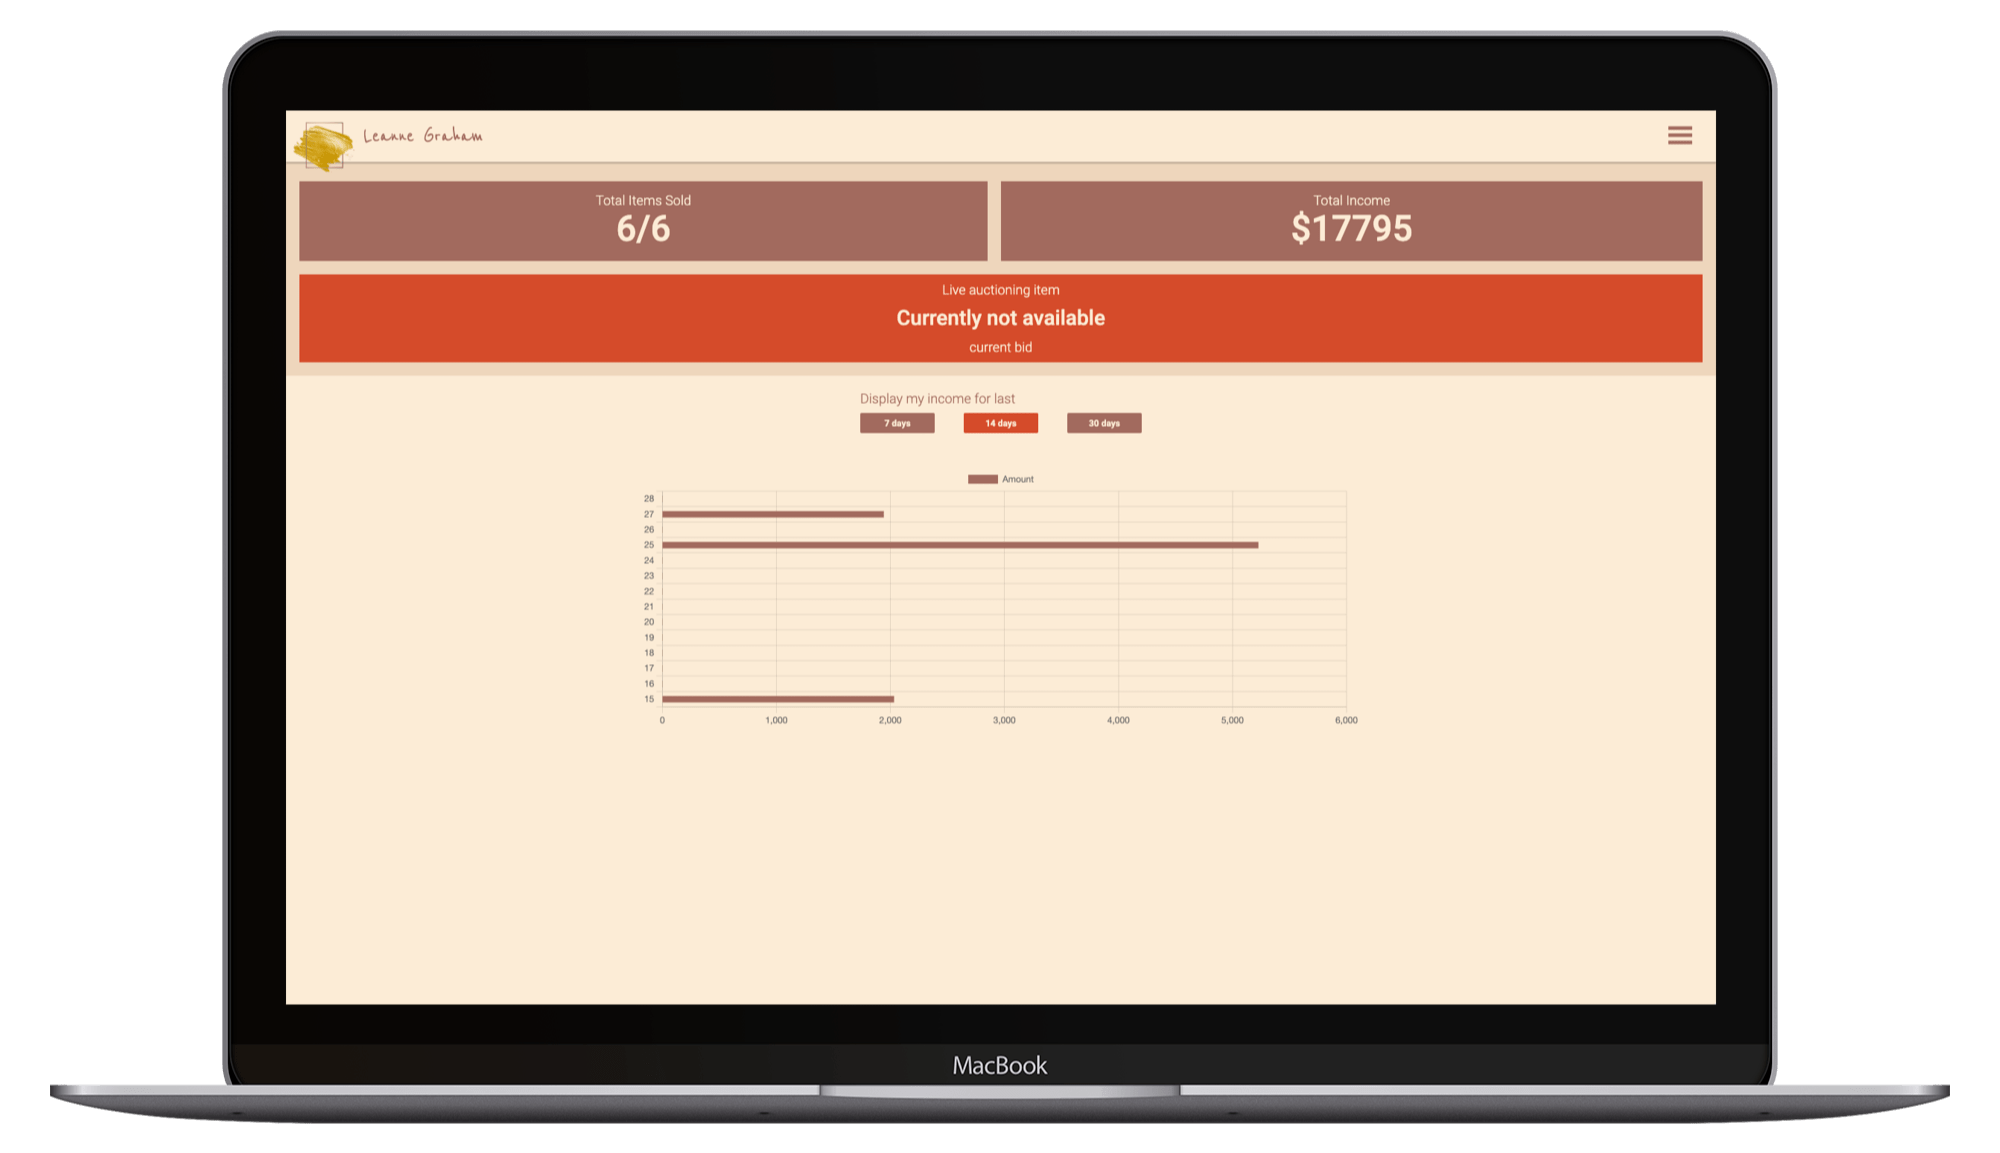 Leanne Graham
Total Items Sold
6/6
Total Income
$17795
Live auctioning item
Currently not available
current bid
Display my income for last
7 days 14 days 30 days
Amount
28
27
26
25
24
23
22
21
20
19
18
17
16
15
0 1,000 2,000 3,000 4,000 5,000 6,000
MacBook